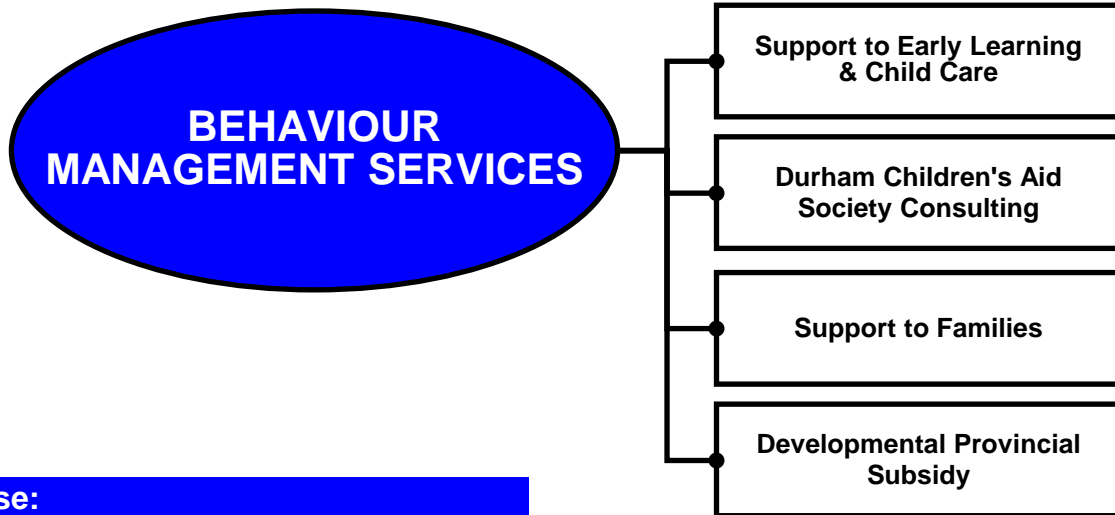 BEHAVIOUR
MANAGEMENT SERVICES
Support to Early Learning
& Child Care
Durham Children's Aid
Society Consulting
Support to Families
Developmental Provincial
Subsidy
se: